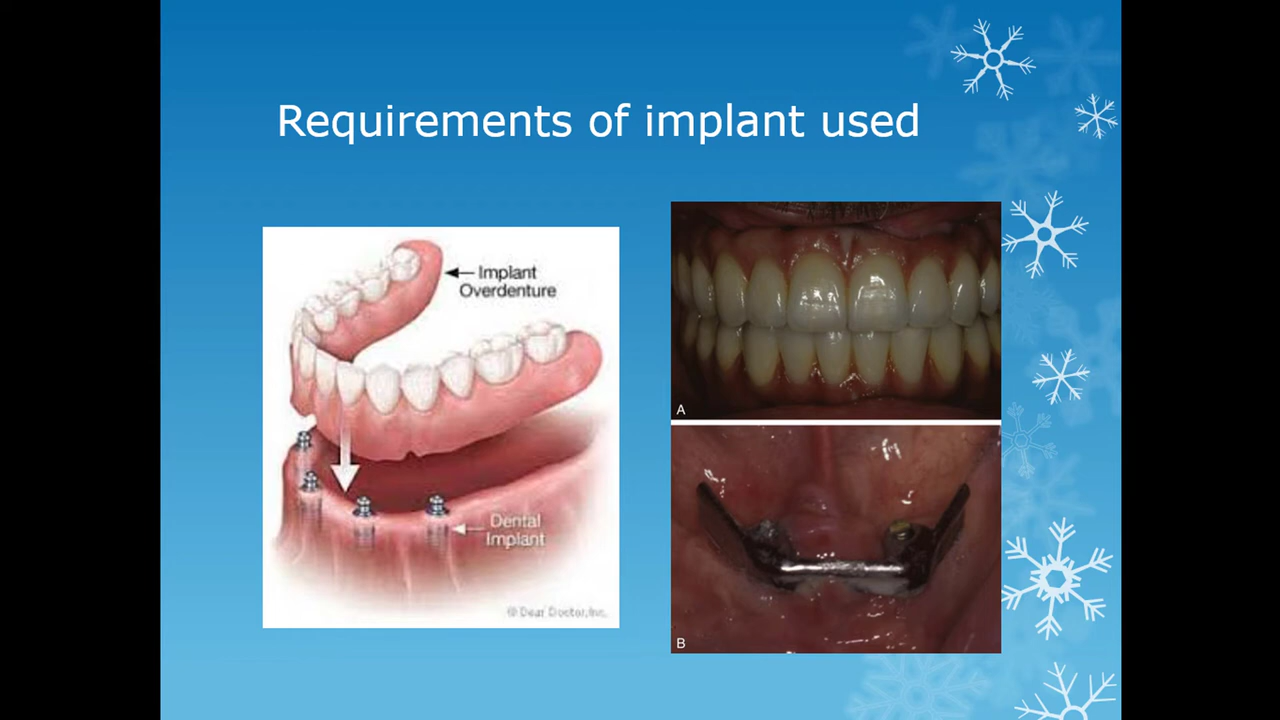 Requirements of implant used
Implant
Overdenture
Dental
Implant
© Dear Doctor, Inc.
A
B